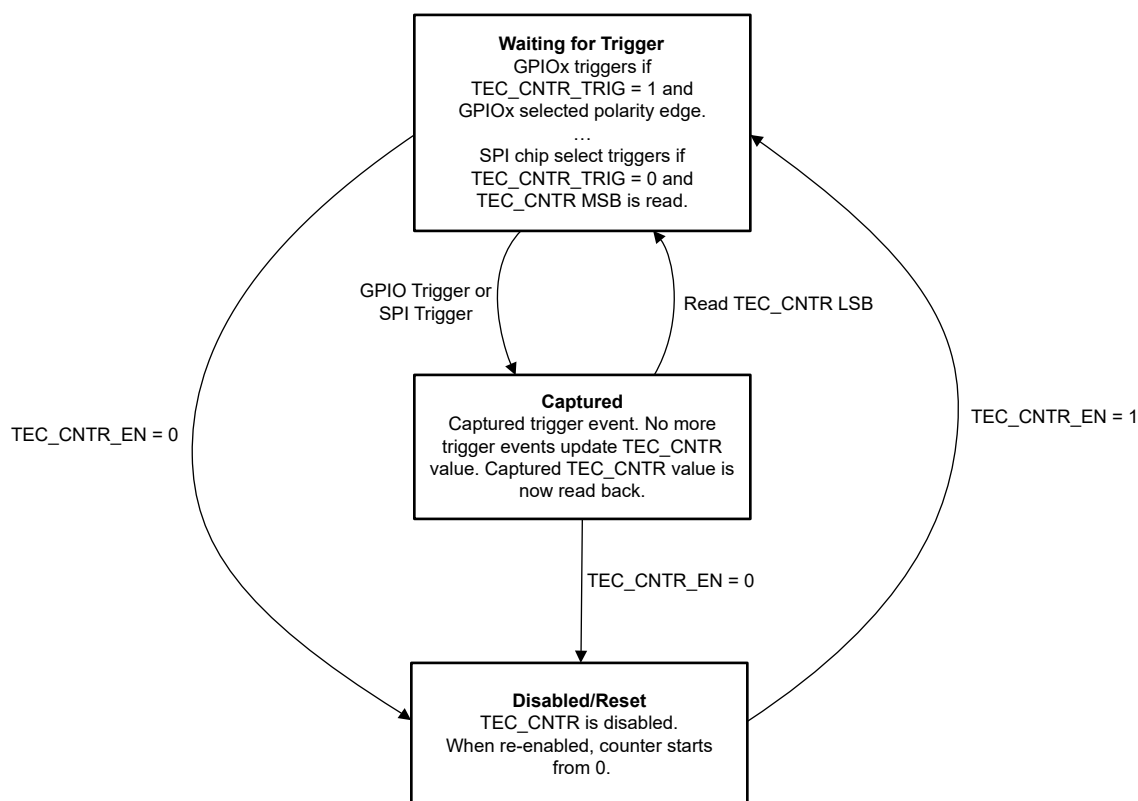 Waiting for Trigger
GPIOx triggers if
TEC_CNTR_TRIG = 1 and
GPIOx selected polarity edge.
…
SPI chip select triggers if
TEC_CNTR_TRIG = 0 and
TEC_CNTR MSB is read.
GPIO Trigger or
SPI Trigger
Read TEC_CNTR LSB
Captured
Captured trigger event. No more
trigger events update TEC_CNTR
value. Captured TEC_CNTR value is
now read back.
TEC_CNTR_EN = 0
TEC_CNTR_EN = 1
TEC_CNTR_EN = 0
Disabled/Reset
TEC_CNTR is disabled.
When re-enabled, counter starts
from 0.